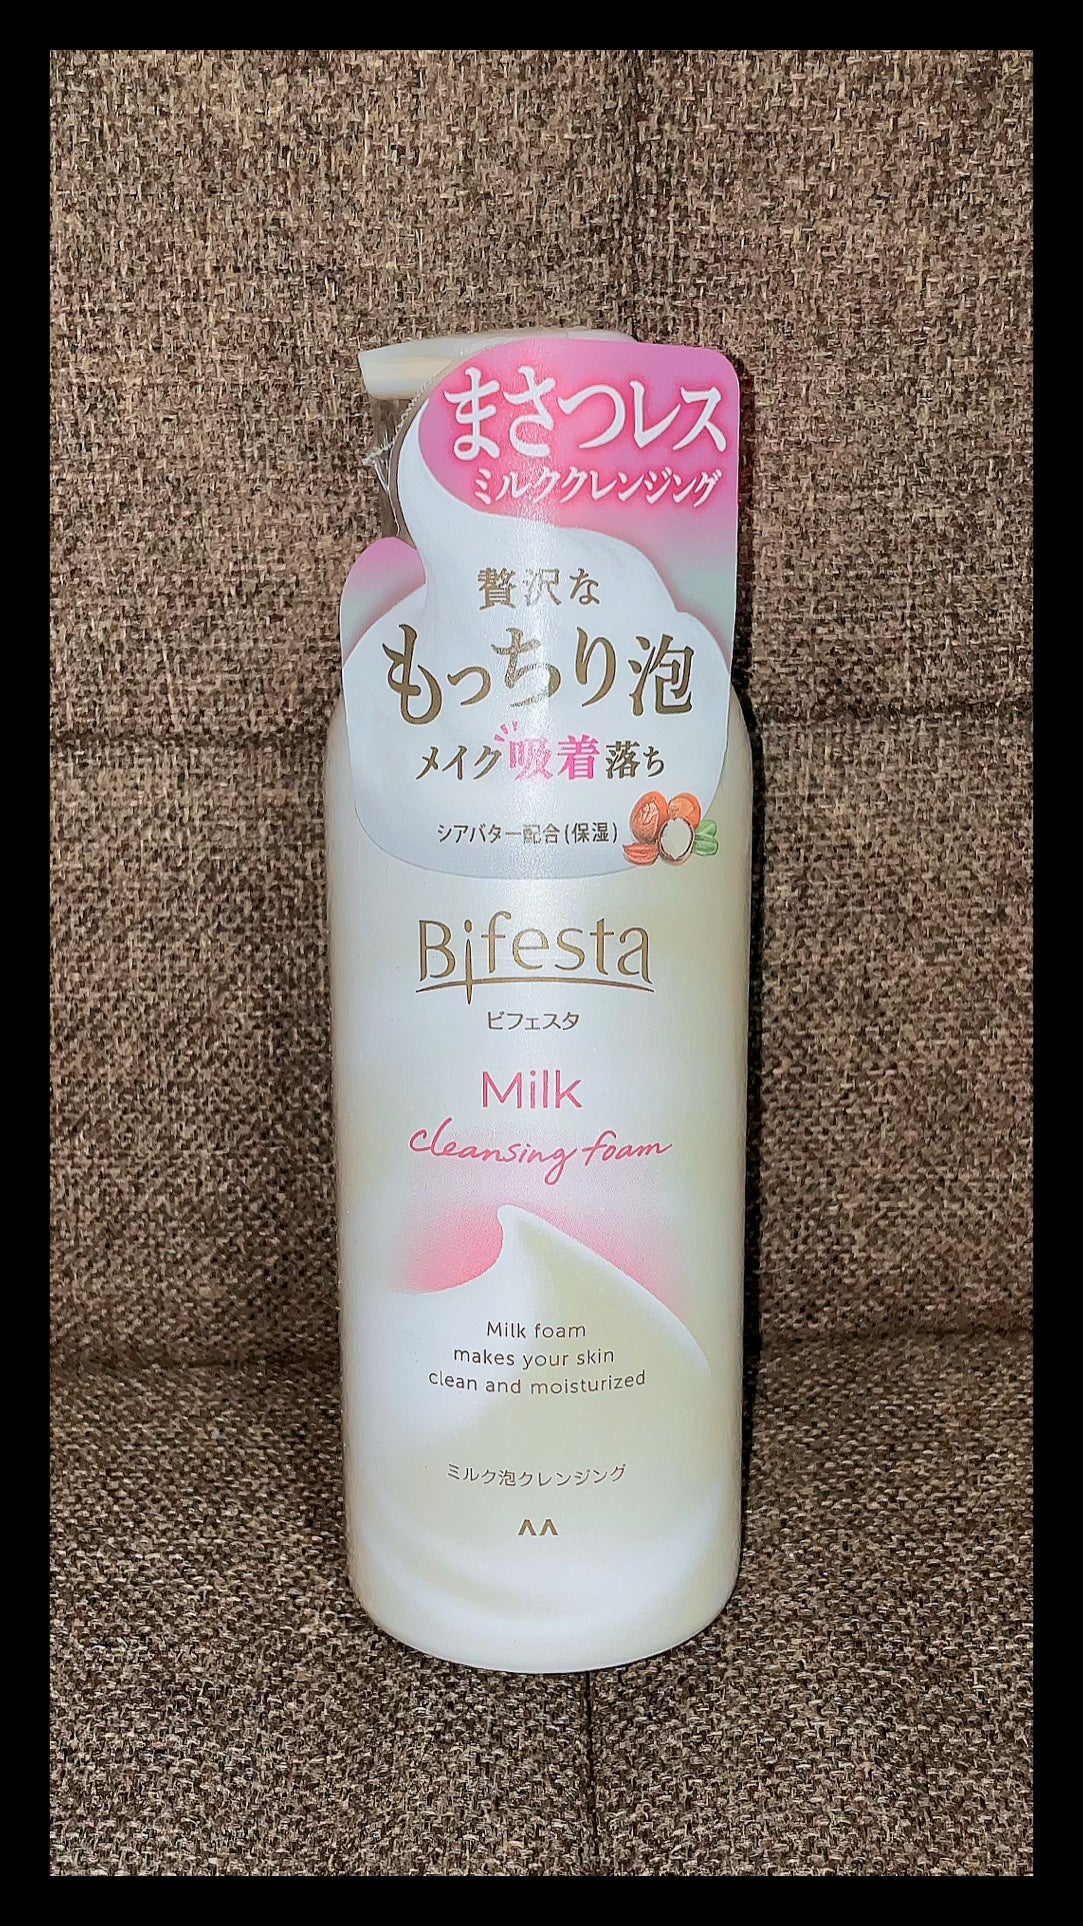 まさつレス
ミルククレンジング
贅沢な
もっちり泡
メイク吸着落ち
シアバター配合(保湿)
Bifesta
ビフェスタ
Milk
cleansing foam
Milk foam
makes your skin
clean and moisturized
ミルク泡クレンジング